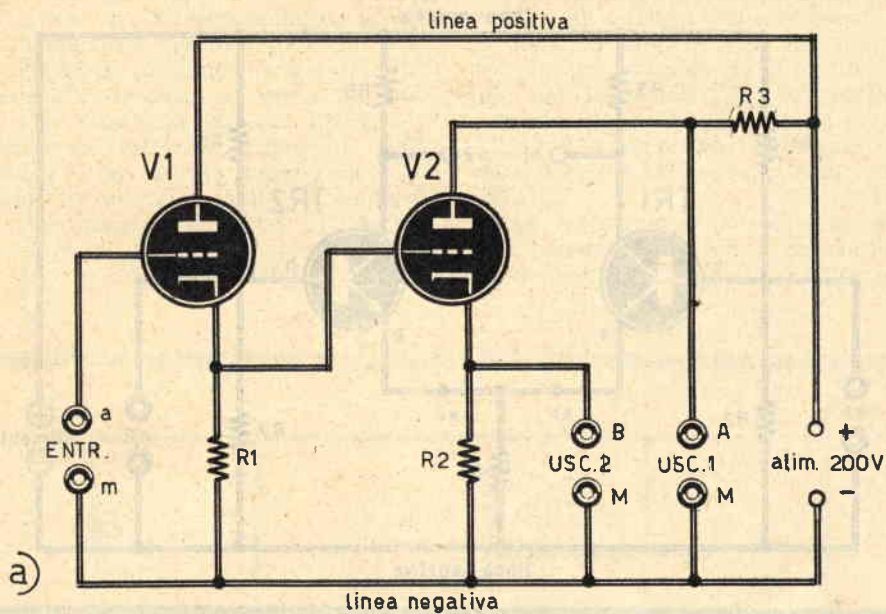 linea positiva
R3
V1
V2
a
ENTR.
m
R1
R2
B
USC.2
M
A
USC.1
M
+
alim. 200V
-
a)
linea negativa